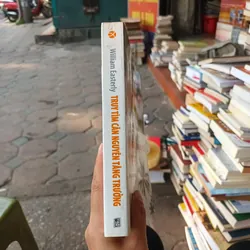 William Easterly
TRUY TÌM CĂN NGUYÊN TĂNG TRƯỞNG